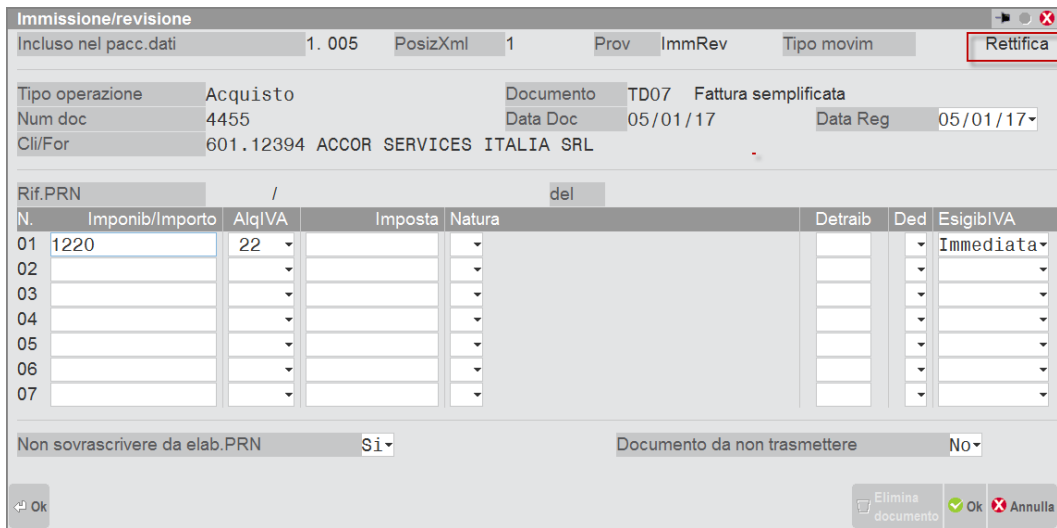 Immissione/revisione
Incluso nel pacc.dati 1. 005 PosizXml 1 Prov ImmRev Tipo movim Rettifica
Tipo operazione Acquisto Documento TD07 Fattura semplificata
Num doc 4455 Data Doc 05/01/17 Data Reg 05/01/17
Cli/For 601.12394 ACCOR SERVICES ITALIA SRL
Rif.PRN / del
N. Imponib/Importo AlqIVA Imposta Natura Detraib Ded EsigibIVA
01 1220 22 Immediata
02
03
04
05
06
07
Non sovrascrivere da elab.PRN Si Documento da non trasmettere No
Ok Elimina documento Ok Annulla